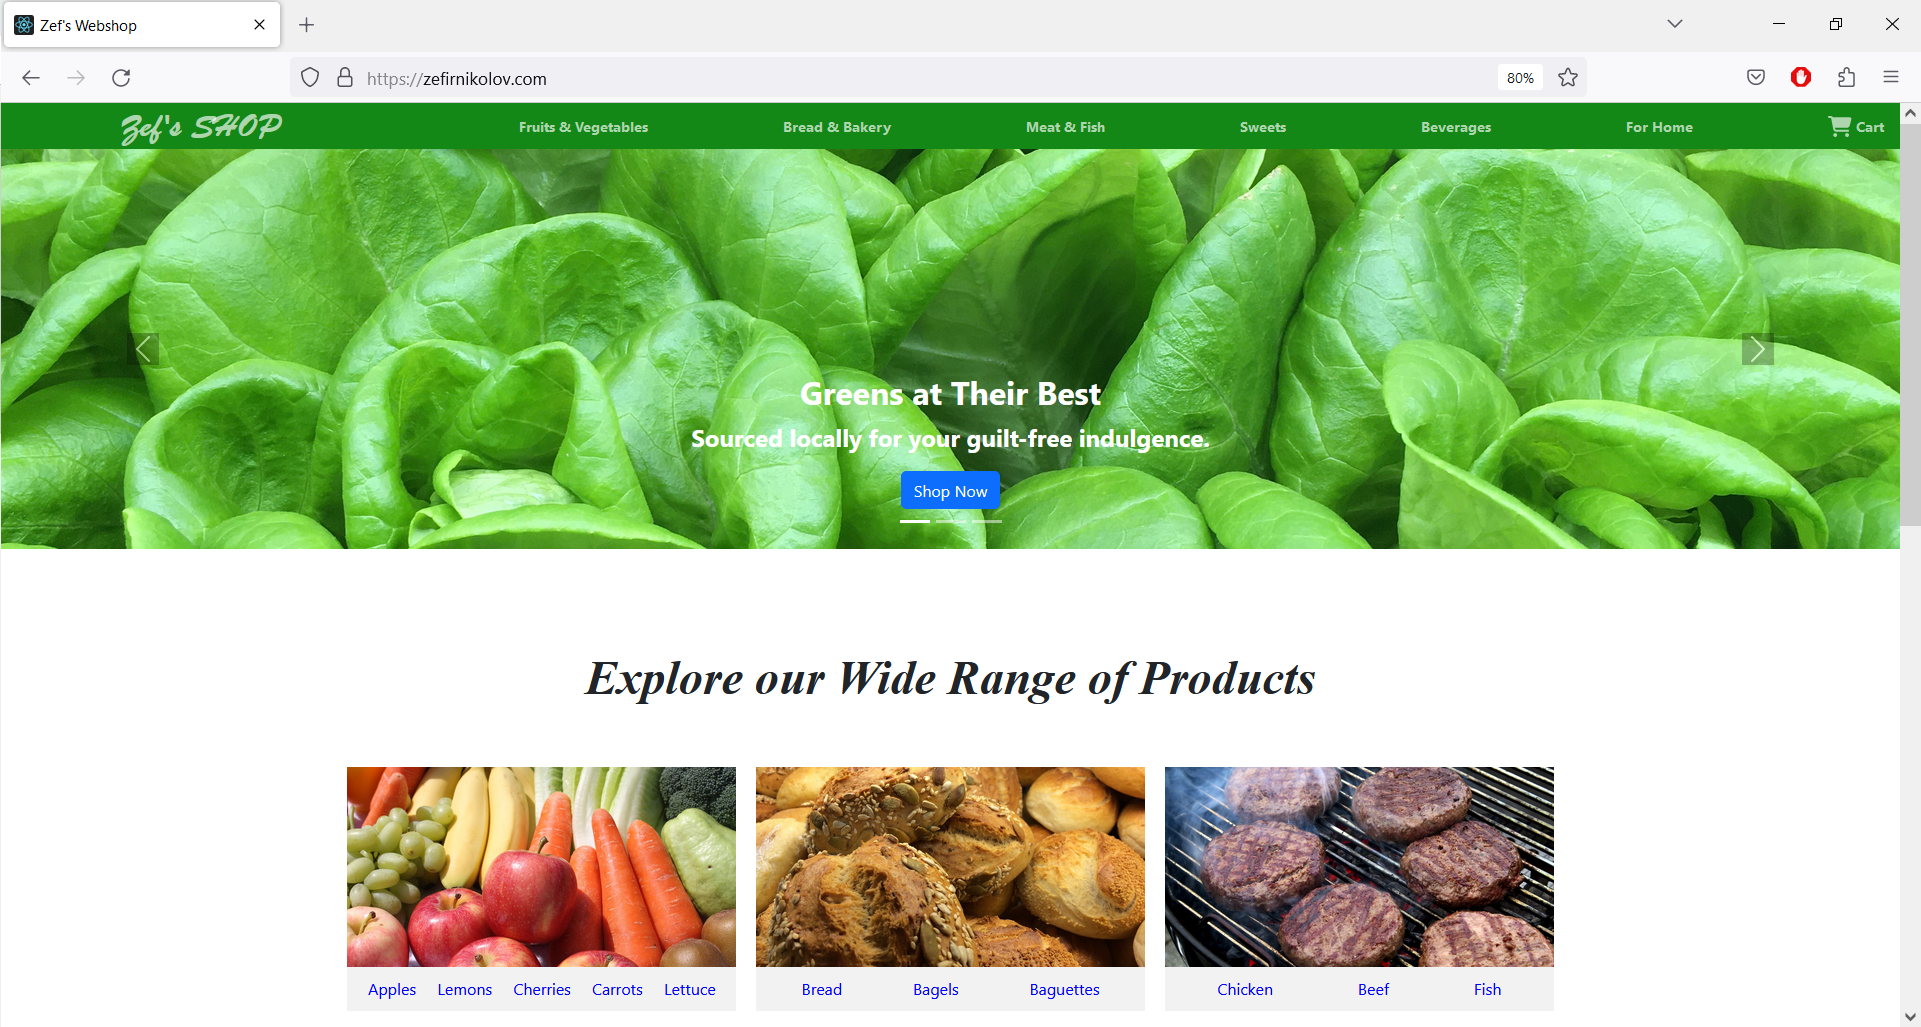 Zef's Webshop
https://zefirnikolov.com
80%
Zef's SHOP
Fruits & Vegetables
Bread & Bakery
Meat & Fish
Sweets
Beverages
For Home
Cart
Greens at Their Best
Sourced locally for your guilt-free indulgence.
Shop Now
Explore our Wide Range of Products
Apples Lemons Cherries Carrots Lettuce
Bread Bagels Baguettes
Chicken Beef Fish